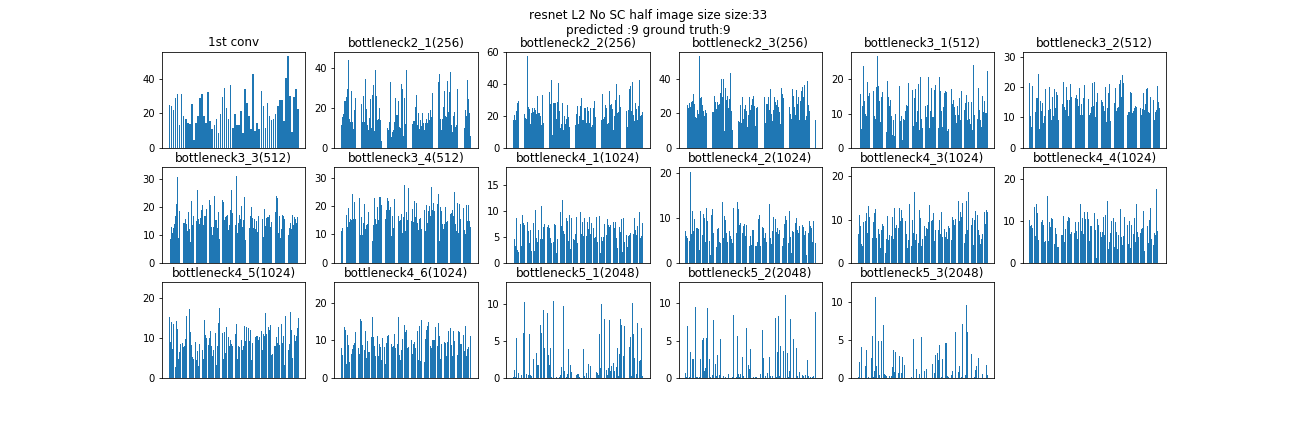 resnet L2 No SC half image size size:33
predicted :9 ground truth:9
1st conv
bottleneck2_1(256)
bottleneck2_2(256)
bottleneck2_3(256)
bottleneck3_1(512)
bottleneck3_2(512)
40
20
0
40
20
0
60
40
20
0
40
20
0
20
10
0
30
20
10
0
bottleneck3_3(512)
bottleneck3_4(512)
bottleneck4_1(1024)
bottleneck4_2(1024)
bottleneck4_3(1024)
bottleneck4_4(1024)
30
20
10
0
30
20
10
0
15
10
5
0
20
10
0
20
10
0
20
10
0
bottleneck4_5(1024)
bottleneck4_6(1024)
bottleneck5_1(2048)
bottleneck5_2(2048)
bottleneck5_3(2048)
20
10
0
20
10
0
10
5
0
10
5
0
10
5
0